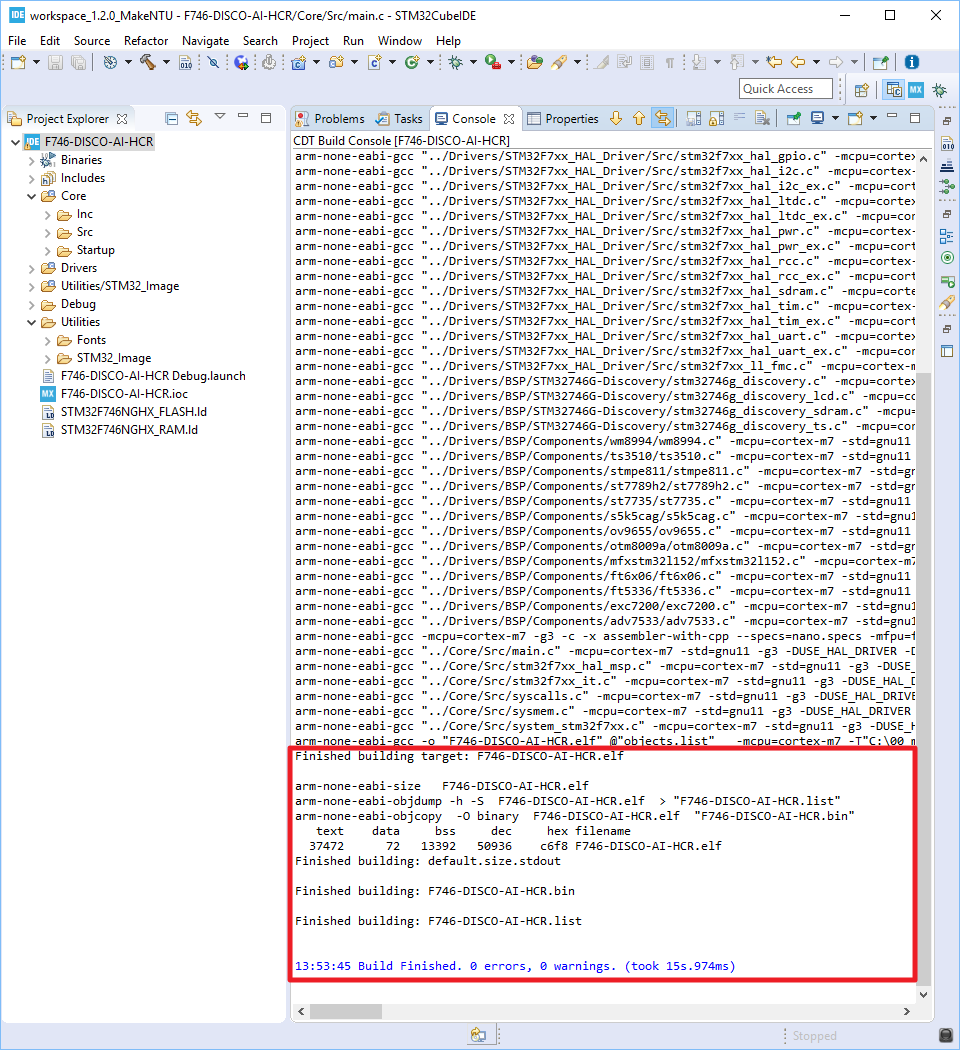 IDE workspace_1.2.0_MakeNTU - F746-DISCO-AI-HCR/Core/Src/main.c - STM32CubeIDE
File Edit Source Refactor Navigate Search Project Run Window Help
Quick Access
MX
Project Explorer
Problems Tasks Console Properties
CDT Build Console [F746-DISCO-AI-HCR]
IDE F746-DISCO-AI-HCR
Binaries
Includes
Core
Inc
Src
Startup
Drivers
Utilities/STM32_Image
Debug
Utilities
Fonts
STM32_Image
F746-DISCO-AI-HCR Debug.launch
MX F746-DISCO-AI-HCR.ioc
STM32F746NGHX_FLASH.ld
STM32F746NGHX_RAM.ld
arm-none-eabi-gcc "../Drivers/STM32F7xx_HAL_Driver/Src/stm32f7xx_hal_gpio.c" -mcpu=cortex
arm-none-eabi-gcc "../Drivers/STM32F7xx_HAL_Driver/Src/stm32f7xx_hal_i2c.c" -mcpu=cortex-
arm-none-eabi-gcc "../Drivers/STM32F7xx_HAL_Driver/Src/stm32f7xx_hal_i2c_ex.c" -mcpu=cort
arm-none-eabi-gcc "../Drivers/STM32F7xx_HAL_Driver/Src/stm32f7xx_hal_ltdc.c" -mcpu=cortex
arm-none-eabi-gcc "../Drivers/STM32F7xx_HAL_Driver/Src/stm32f7xx_hal_ltdc_ex.c" -mcpu=cor
arm-none-eabi-gcc "../Drivers/STM32F7xx_HAL_Driver/Src/stm32f7xx_hal_pwr.c" -mcpu=cortex-
arm-none-eabi-gcc "../Drivers/STM32F7xx_HAL_Driver/Src/stm32f7xx_hal_pwr_ex.c" -mcpu=cort
arm-none-eabi-gcc "../Drivers/STM32F7xx_HAL_Driver/Src/stm32f7xx_hal_rcc.c" -mcpu=cortex-
arm-none-eabi-gcc "../Drivers/STM32F7xx_HAL_Driver/Src/stm32f7xx_hal_rcc_ex.c" -mcpu=cort
arm-none-eabi-gcc "../Drivers/STM32F7xx_HAL_Driver/Src/stm32f7xx_hal_sdram.c" -mcpu=corte
arm-none-eabi-gcc "../Drivers/STM32F7xx_HAL_Driver/Src/stm32f7xx_hal_tim.c" -mcpu=cortex-
arm-none-eabi-gcc "../Drivers/STM32F7xx_HAL_Driver/Src/stm32f7xx_hal_tim_ex.c" -mcpu=cort
arm-none-eabi-gcc "../Drivers/STM32F7xx_HAL_Driver/Src/stm32f7xx_hal_uart.c" -mcpu=cortex
arm-none-eabi-gcc "../Drivers/STM32F7xx_HAL_Driver/Src/stm32f7xx_hal_uart_ex.c" -mcpu=cor
arm-none-eabi-gcc "../Drivers/STM32F7xx_HAL_Driver/Src/stm32f7xx_ll_fmc.c" -mcpu=cortex-m
arm-none-eabi-gcc "../Drivers/BSP/STM32746G-Discovery/stm32746g_discovery.c" -mcpu=cortex
arm-none-eabi-gcc "../Drivers/BSP/STM32746G-Discovery/stm32746g_discovery_lcd.c" -mcpu=co
arm-none-eabi-gcc "../Drivers/BSP/STM32746G-Discovery/stm32746g_discovery_sdram.c" -mcpu=
arm-none-eabi-gcc "../Drivers/BSP/STM32746G-Discovery/stm32746g_discovery_ts.c" -mcpu=cor
arm-none-eabi-gcc "../Drivers/BSP/Components/wm8994/wm8994.c" -mcpu=cortex-m7 -std=gnu11
arm-none-eabi-gcc "../Drivers/BSP/Components/ts3510/ts3510.c" -mcpu=cortex-m7 -std=gnu11
arm-none-eabi-gcc "../Drivers/BSP/Components/stmpe811/stmpe811.c" -mcpu=cortex-m7 -std=gn
arm-none-eabi-gcc "../Drivers/BSP/Components/st7789h2/st7789h2.c" -mcpu=cortex-m7 -std=gn
arm-none-eabi-gcc "../Drivers/BSP/Components/st7735/st7735.c" -mcpu=cortex-m7 -std=gnu11
arm-none-eabi-gcc "../Drivers/BSP/Components/s5k5cag/s5k5cag.c" -mcpu=cortex-m7 -std=gnu1
arm-none-eabi-gcc "../Drivers/BSP/Components/ov9655/ov9655.c" -mcpu=cortex-m7 -std=gnu11
arm-none-eabi-gcc "../Drivers/BSP/Components/otm8009a/otm8009a.c" -mcpu=cortex-m7 -std=gn
arm-none-eabi-gcc "../Drivers/BSP/Components/mfxstm32l152/mfxstm32l152.c" -mcpu=cortex-m7
arm-none-eabi-gcc "../Drivers/BSP/Components/ft6x06/ft6x06.c" -mcpu=cortex-m7 -std=gnu11
arm-none-eabi-gcc "../Drivers/BSP/Components/ft5336/ft5336.c" -mcpu=cortex-m7 -std=gnu11
arm-none-eabi-gcc "../Drivers/BSP/Components/exc7200/exc7200.c" -mcpu=cortex-m7 -std=gnu1
arm-none-eabi-gcc "../Drivers/BSP/Components/adv7533/adv7533.c" -mcpu=cortex-m7 -std=gnu1
arm-none-eabi-gcc -mcpu=cortex-m7 -g3 -c -x assembler-with-cpp --specs=nano.specs -mfpu=f
arm-none-eabi-gcc "../Core/Src/main.c" -mcpu=cortex-m7 -std=gnu11 -g3 -DUSE_HAL_DRIVER -D
arm-none-eabi-gcc "../Core/Src/stm32f7xx_hal_msp.c" -mcpu=cortex-m7 -std=gnu11 -g3 -DUSE_
arm-none-eabi-gcc "../Core/Src/stm32f7xx_it.c" -mcpu=cortex-m7 -std=gnu11 -g3 -DUSE_HAL_D
arm-none-eabi-gcc "../Core/Src/syscalls.c" -mcpu=cortex-m7 -std=gnu11 -g3 -DUSE_HAL_DRIVE
arm-none-eabi-gcc "../Core/Src/sysmem.c" -mcpu=cortex-m7 -std=gnu11 -g3 -DUSE_HAL_DRIVER
arm-none-eabi-gcc "../Core/Src/system_stm32f7xx.c" -mcpu=cortex-m7 -std=gnu11 -g3 -DUSE_H
arm-none-eabi-gcc -o "F746-DISCO-AI-HCR.elf" @"objects.list" -mcpu=cortex-m7 -T"C:\00_m
Finished building target: F746-DISCO-AI-HCR.elf
arm-none-eabi-size F746-DISCO-AI-HCR.elf
arm-none-eabi-objdump -h -S F746-DISCO-AI-HCR.elf > "F746-DISCO-AI-HCR.list"
arm-none-eabi-objcopy -O binary F746-DISCO-AI-HCR.elf "F746-DISCO-AI-HCR.bin"
text data bss dec hex filename
37472 72 13392 50936 c6f8 F746-DISCO-AI-HCR.elf
Finished building: default.size.stdout
Finished building: F746-DISCO-AI-HCR.bin
Finished building: F746-DISCO-AI-HCR.list
13:53:45 Build Finished. 0 errors, 0 warnings. (took 15s.974ms)
Stopped